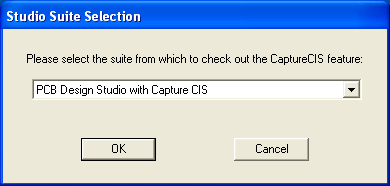 Studio Suite Selection
Please select the suite from which to check out the CaptureCIS feature:
PCB Design Studio with Capture CIS
OK Cancel